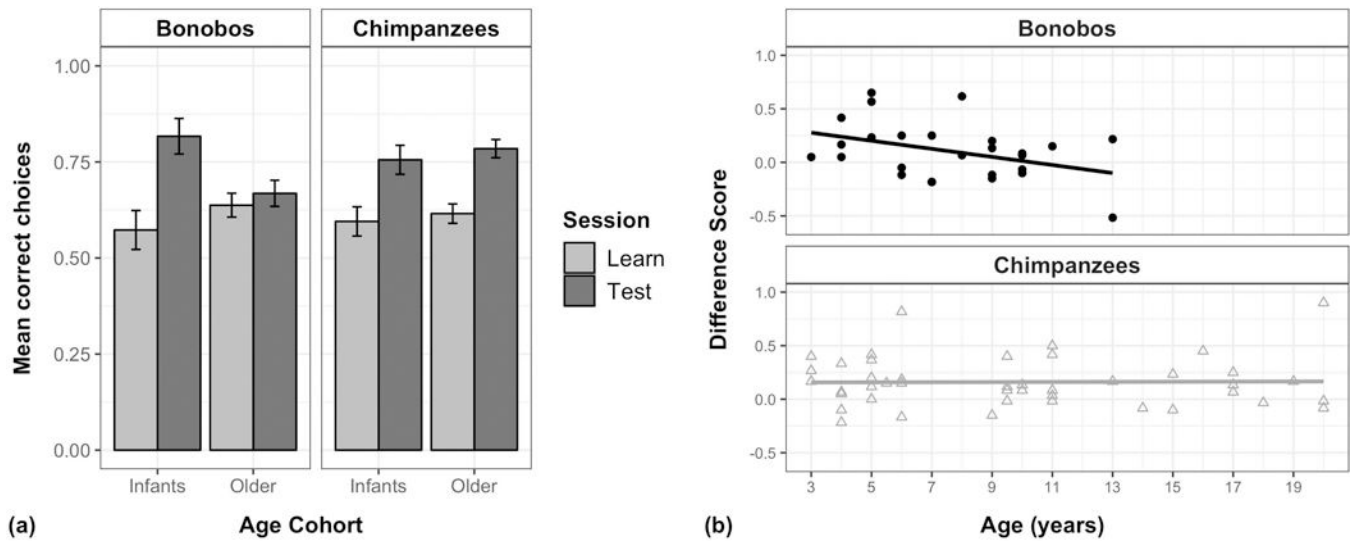 Bonobos Chimpanzees
Mean correct choices
1.00
0.75
0.50
0.25
0.00
Infants Older Infants Older
Age Cohort
(a)
Session
Learn
Test
Bonobos
Difference Score
1.0
0.5
0.0
-0.5
Chimpanzees
1.0
0.5
0.0
-0.5
3 5 7 9 11 13 15 17 19
(b) Age (years)